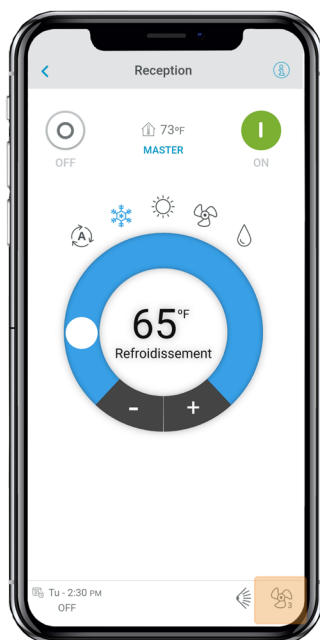 Reception
73°F
MASTER
OFF
ON
A
65°F
Refroidissement
- +
Tu - 2:30 PM
OFF
3